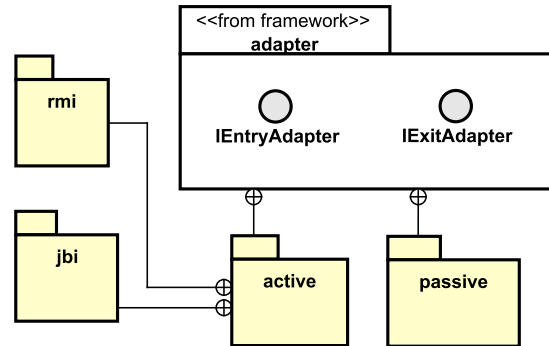 <<from framework>>
adapter
rmi
IEntryAdapter
IExitAdapter
jbi
active
passive